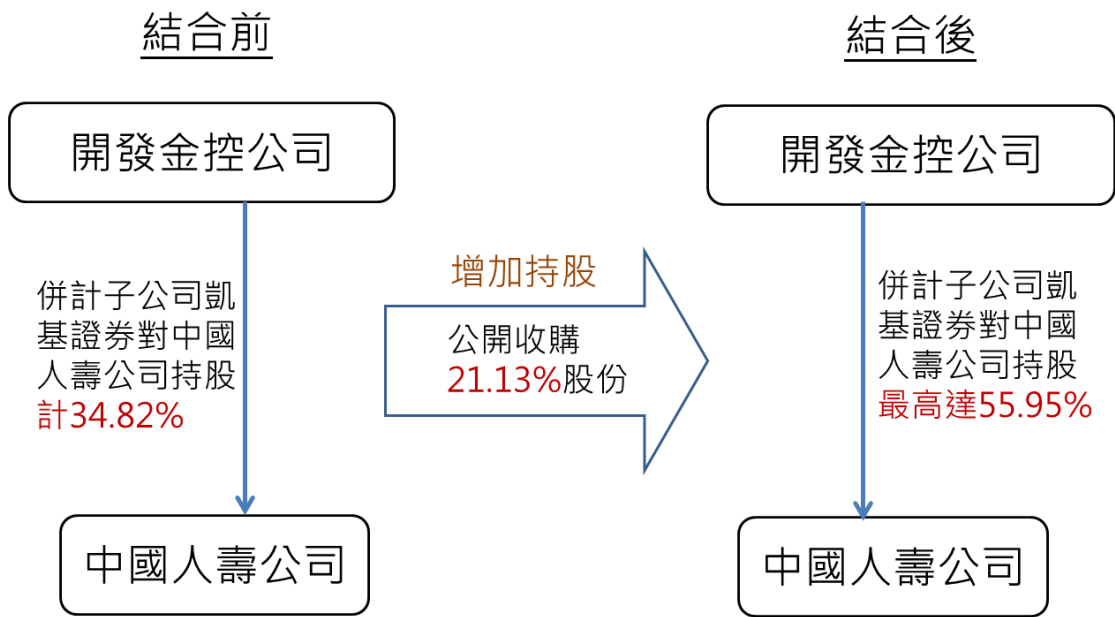 結合前
結合後
開發金控公司
開發金控公司
併計子公司凱
基證券對中國
人壽公司持股
計34.82%
增加持股
公開收購
21.13%股份
併計子公司凱
基證券對中國
人壽公司持股
最高達55.95%
中國人壽公司
中國人壽公司